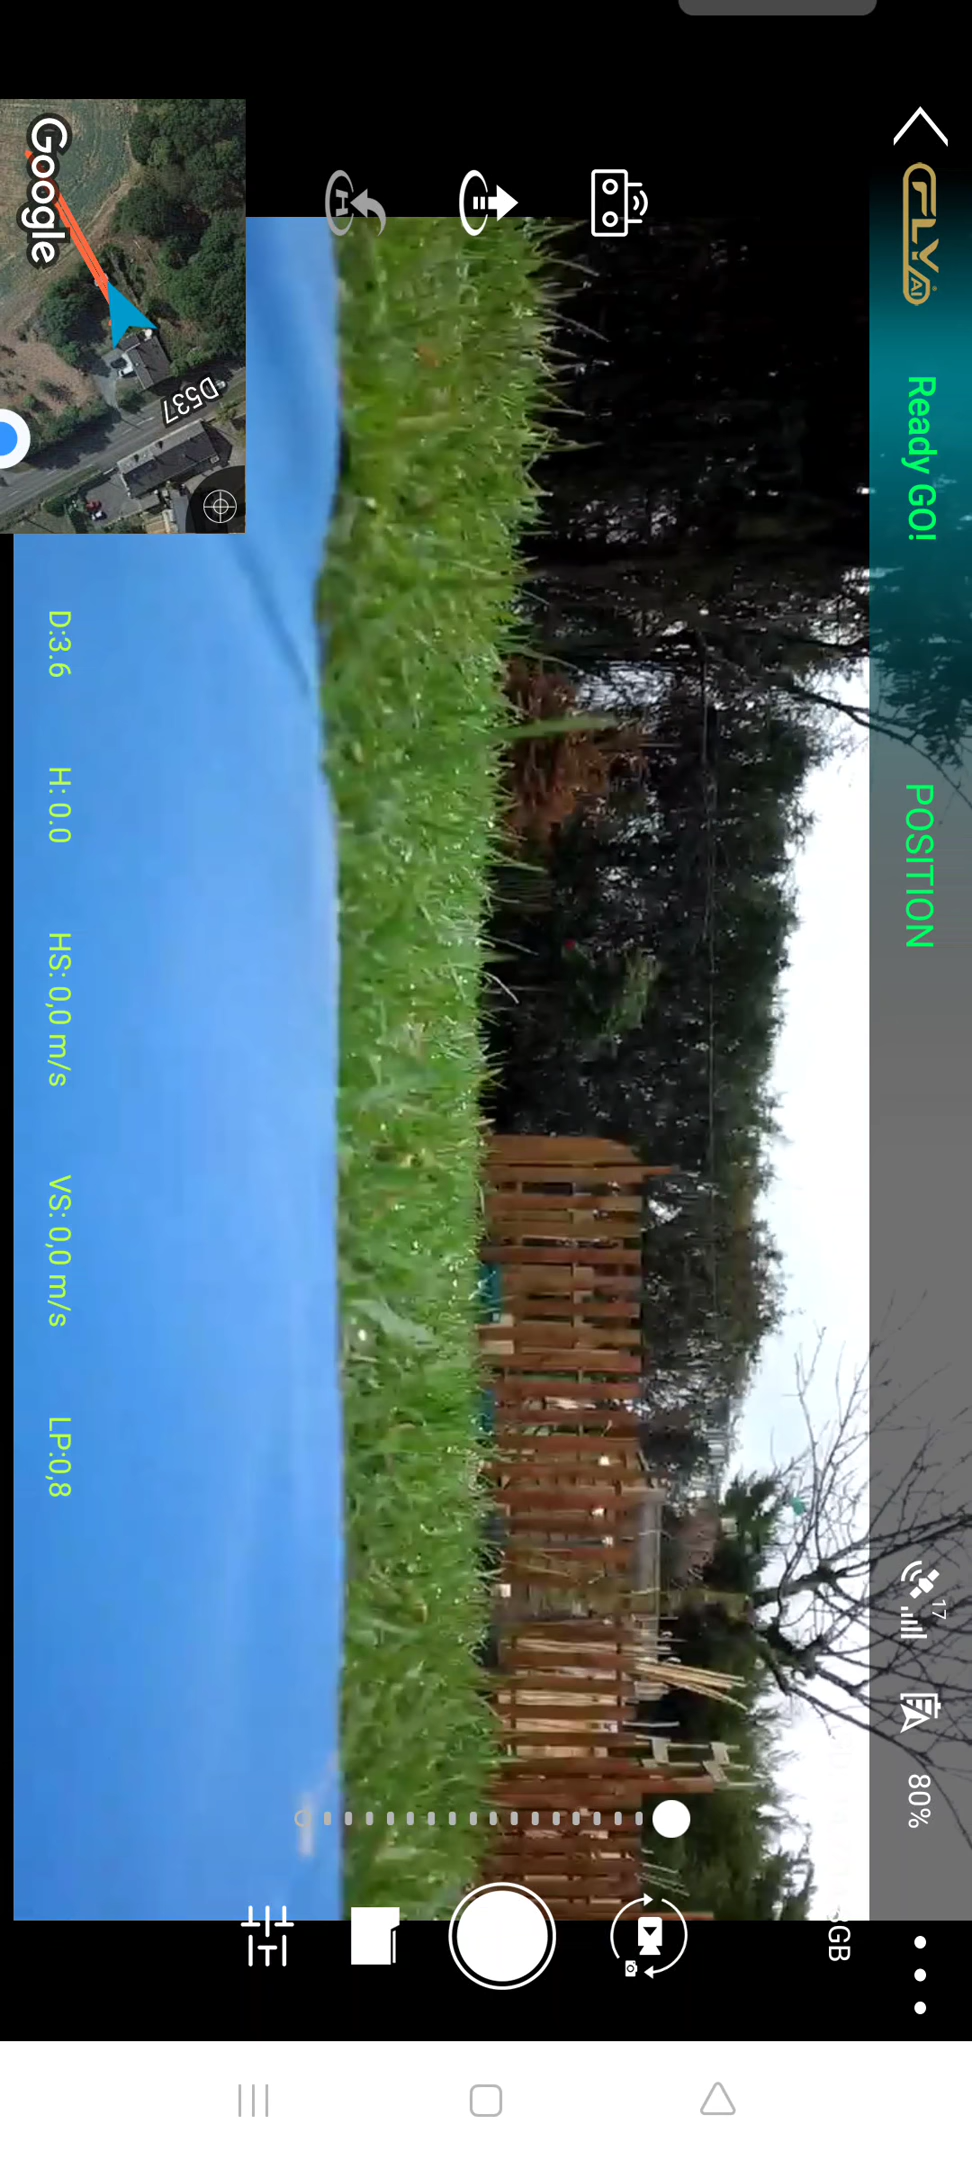 FLY AI
Ready GO!
POSITION
17
80%
GB
Google
D537
D:3.6
H: 0.0
HS: 0,0 m/s
VS: 0,0 m/s
LP:0,8